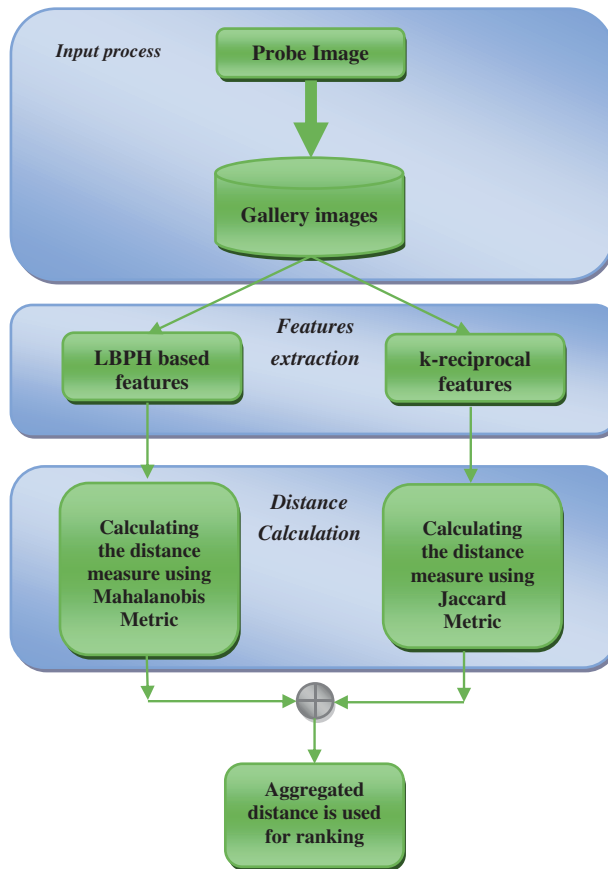 Input process
Probe Image
Gallery images
Features
extraction
LBPH based
features
k-reciprocal
features
Distance
Calculation
Calculating
the distance
measure using
Mahalanobis
Metric
Calculating
the distance
measure using
Jaccard
Metric
Aggregated
distance is used
for ranking